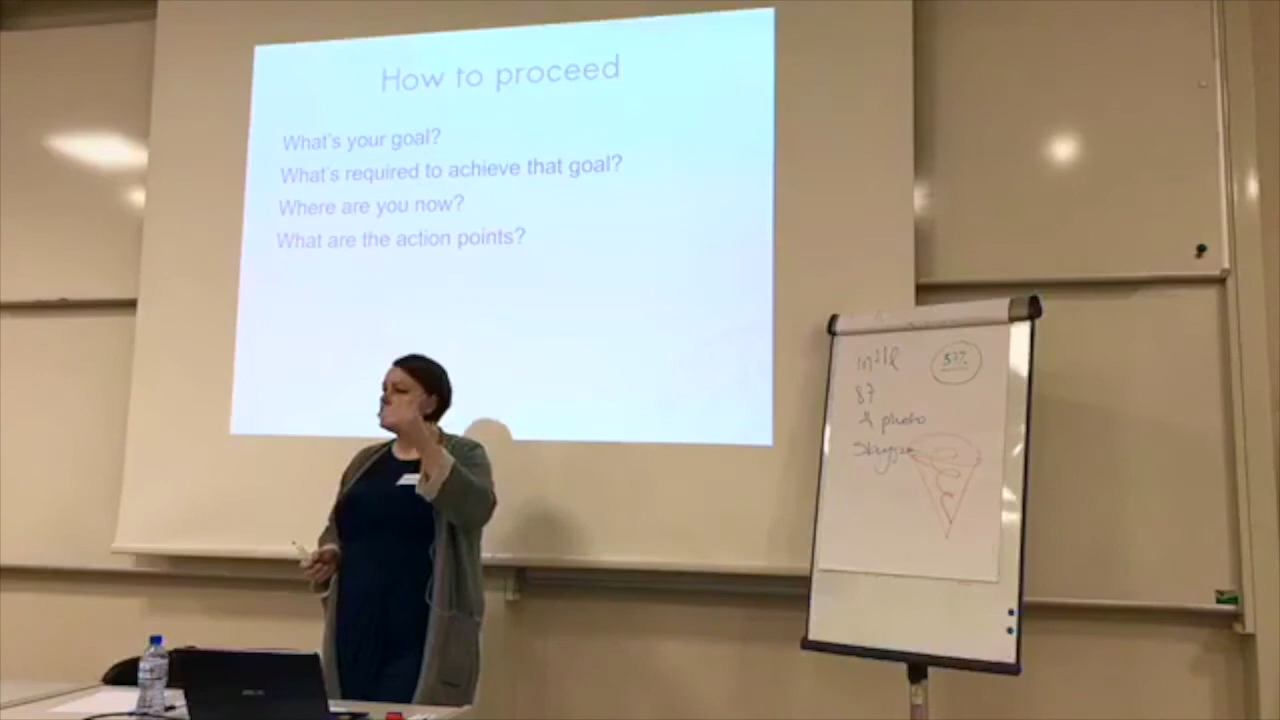 How to proceed
What's your goal?
What's required to achieve that goal?
Where are you now?
What are the action points?
intl
87
photo